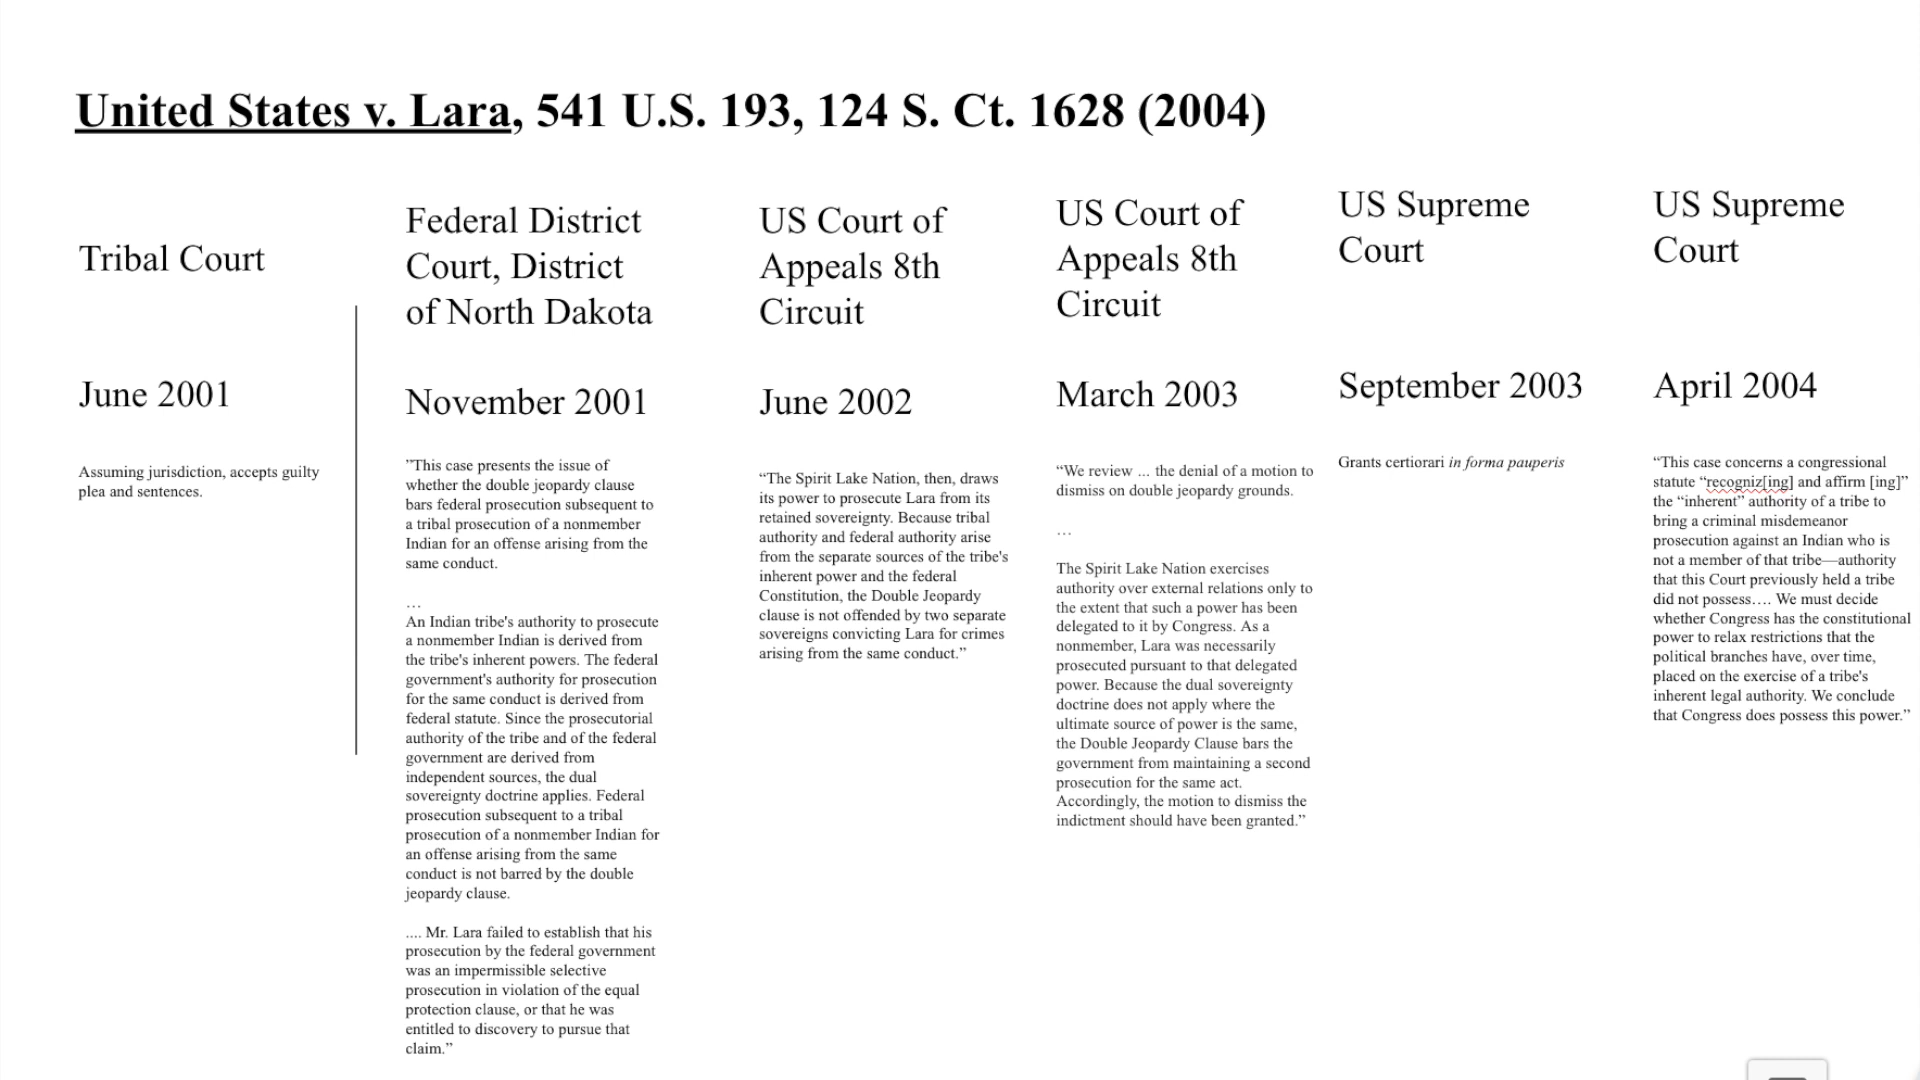 United States v. Lara, 541 U.S. 193, 124 S. Ct. 1628 (2004)
Tribal Court
June 2001
Assuming jurisdiction, accepts guilty
plea and sentences.
Federal District
Court, District
of North Dakota
November 2001
”This case presents the issue of
whether the double jeopardy clause
bars federal prosecution subsequent to
a tribal prosecution of a nonmember
Indian for an offense arising from the
same conduct.
…
An Indian tribe's authority to prosecute
a nonmember Indian is derived from
the tribe's inherent powers. The federal
government's authority for prosecution
for the same conduct is derived from
federal statute. Since the prosecutorial
authority of the tribe and of the federal
government are derived from
independent sources, the dual
sovereignty doctrine applies. Federal
prosecution subsequent to a tribal
prosecution of a nonmember Indian for
an offense arising from the same
conduct is not barred by the double
jeopardy clause.
.... Mr. Lara failed to establish that his
prosecution by the federal government
was an impermissible selective
prosecution in violation of the equal
protection clause, or that he was
entitled to discovery to pursue that
claim.”
US Court of
Appeals 8th
Circuit
June 2002
“The Spirit Lake Nation, then, draws
its power to prosecute Lara from its
retained sovereignty. Because tribal
authority and federal authority arise
from the separate sources of the tribe's
inherent power and the federal
Constitution, the Double Jeopardy
clause is not offended by two separate
sovereigns convicting Lara for crimes
arising from the same conduct.”
US Court of
Appeals 8th
Circuit
March 2003
“We review ... the denial of a motion to
dismiss on double jeopardy grounds.
…
The Spirit Lake Nation exercises
authority over external relations only to
the extent that such a power has been
delegated to it by Congress. As a
nonmember, Lara was necessarily
prosecuted pursuant to that delegated
power. Because the dual sovereignty
doctrine does not apply where the
ultimate source of power is the same,
the Double Jeopardy Clause bars the
government from maintaining a second
prosecution for the same act.
Accordingly, the motion to dismiss the
indictment should have been granted.”
US Supreme
Court
September 2003
Grants certiorari in forma pauperis
US Supreme
Court
April 2004
“This case concerns a congressional
statute “recogniz[ing] and affirm [ing]”
the “inherent” authority of a tribe to
bring a criminal misdemeanor
prosecution against an Indian who is
not a member of that tribe—authority
that this Court previously held a tribe
did not possess…. We must decide
whether Congress has the constitutional
power to relax restrictions that the
political branches have, over time,
placed on the exercise of a tribe's
inherent legal authority. We conclude
that Congress does possess this power.”